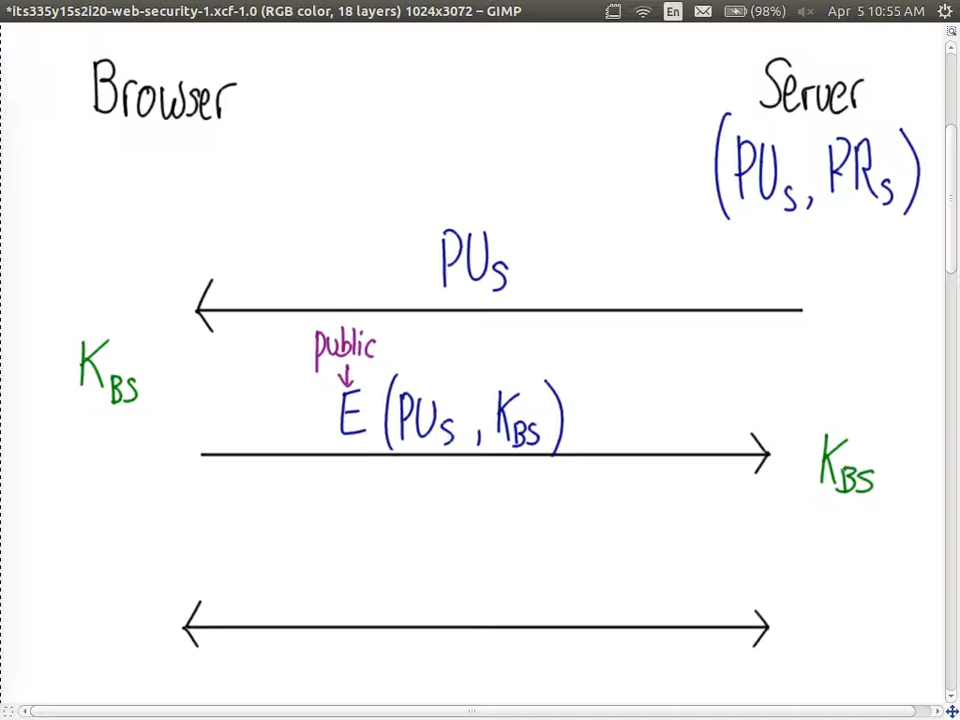 *its335y15s2i20-web-security-1.xcf-1.0 (RGB color, 18 layers) 1024x3072 – GIMP
En (98%) Apr 5 10:55 AM
Browser Server
(PUs, PRs)
PUs
public
KBS
E (PUs, KBS)
KBS